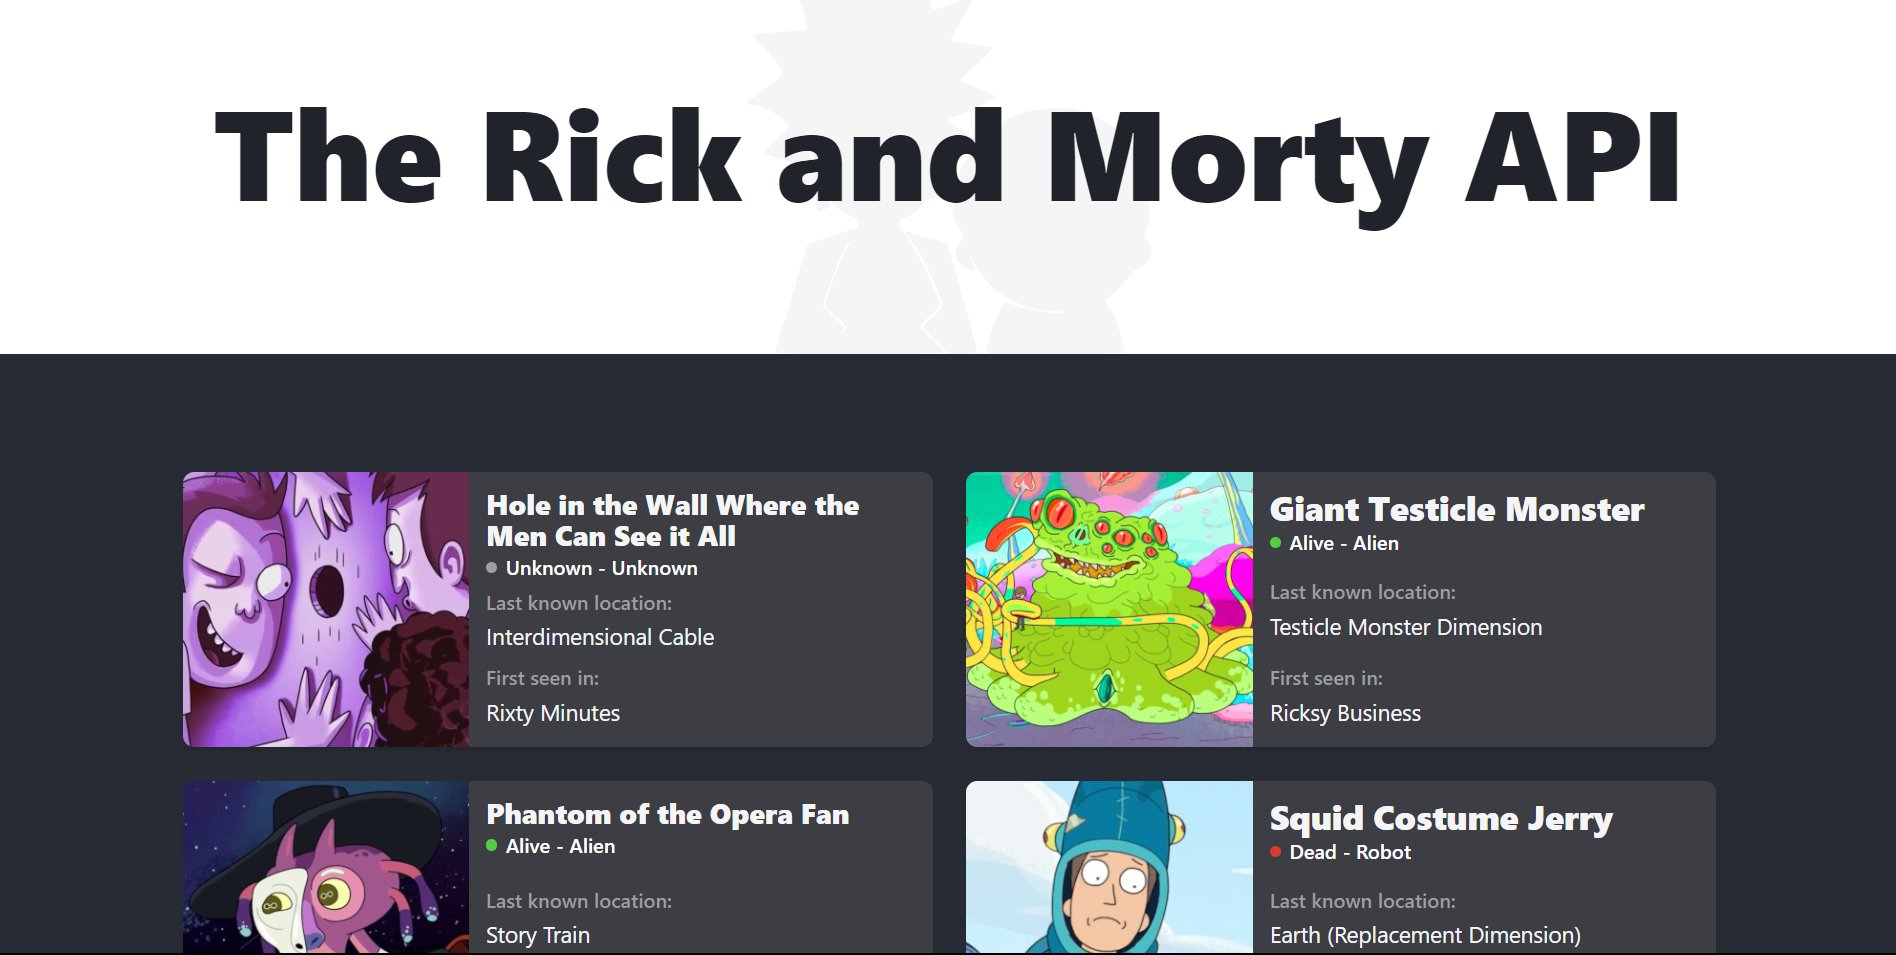 The Rick and Morty API
Hole in the Wall Where the
Men Can See it All
Unknown - Unknown
Last known location:
Interdimensional Cable
First seen in:
Rixty Minutes
Giant Testicle Monster
Alive - Alien
Last known location:
Testicle Monster Dimension
First seen in:
Ricksy Business
Phantom of the Opera Fan
Alive - Alien
Last known location:
Story Train
Squid Costume Jerry
Dead - Robot
Last known location:
Earth (Replacement Dimension)